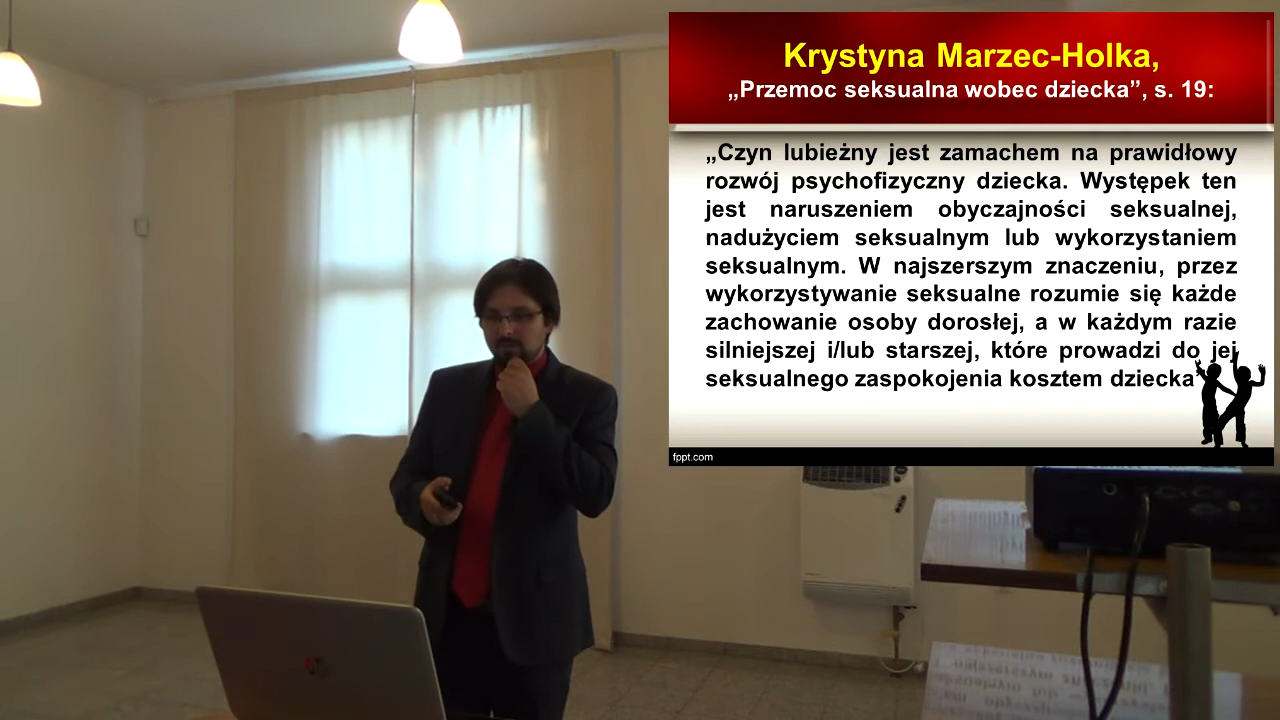 Krystyna Marzec-Holka,
„Przemoc seksualna wobec dziecka”, s. 19:
„Czyn lubieżny jest zamachem na prawidłowy
rozwój psychofizyczny dziecka. Występek ten
jest naruszeniem obyczajności seksualnej,
nadużyciem seksualnym lub wykorzystaniem
seksualnym. W najszerszym znaczeniu, przez
wykorzystywanie seksualne rozumie się każde
zachowanie osoby dorosłej, a w każdym razie
silniejszej i/lub starszej, które prowadzi do jej
seksualnego zaspokojenia kosztem dziecka
fppt.com